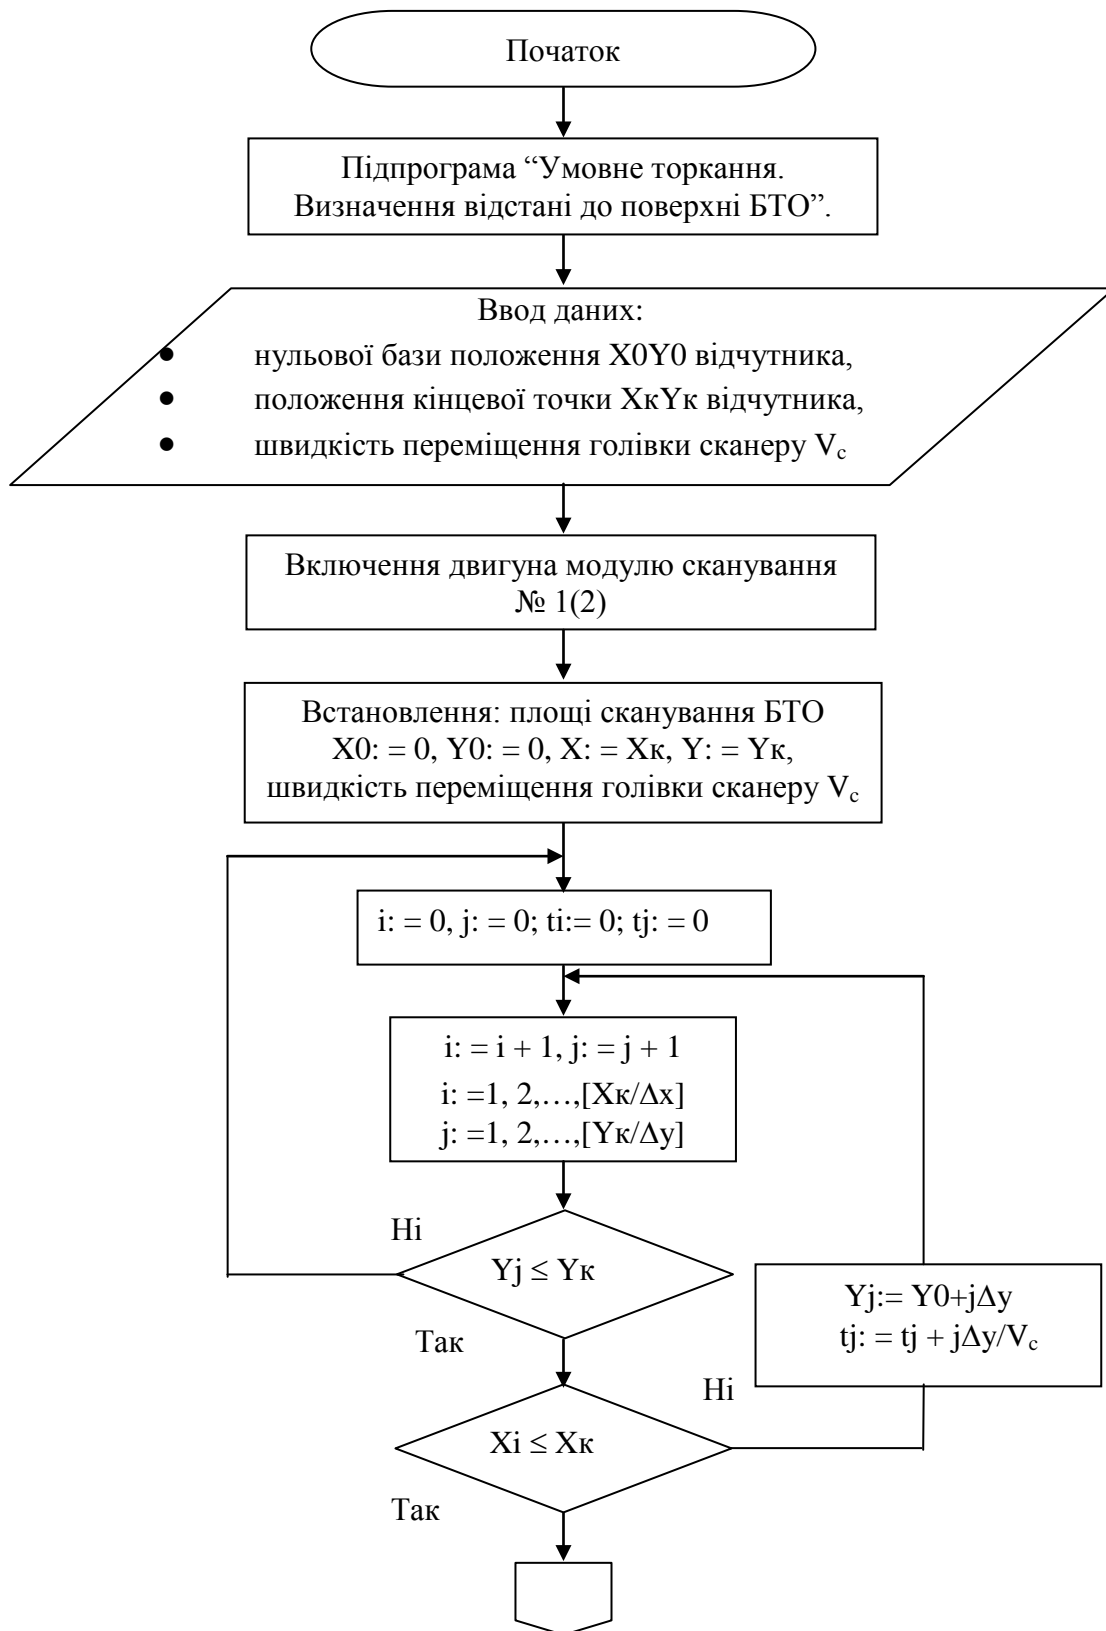 Початок
Підпрограма “Умовне торкання.
Визначення відстані до поверхні БТО”.
Ввод даних:
● нульової бази положення X0Y0 відчутника,
● положення кінцевої точки XкYк відчутника,
● швидкість переміщення голівки сканеру Vс
Включення двигуна модулю сканування
№ 1(2)
Встановлення: площі сканування БТО
X0: = 0, Y0: = 0, X: = Xк, Y: = Yк,
швидкість переміщення голівки сканеру Vс
i: = 0, j: = 0; ti:= 0; tj: = 0
i: = i + 1, j: = j + 1
i: =1, 2,…,[Xк/Δx]
j: =1, 2,…,[Yк/Δy]
Ні
Yj ≤ Yк
Так
Yj:= Y0+jΔy
tj: = tj + jΔy/Vс
Ні
Xi ≤ Xк
Так